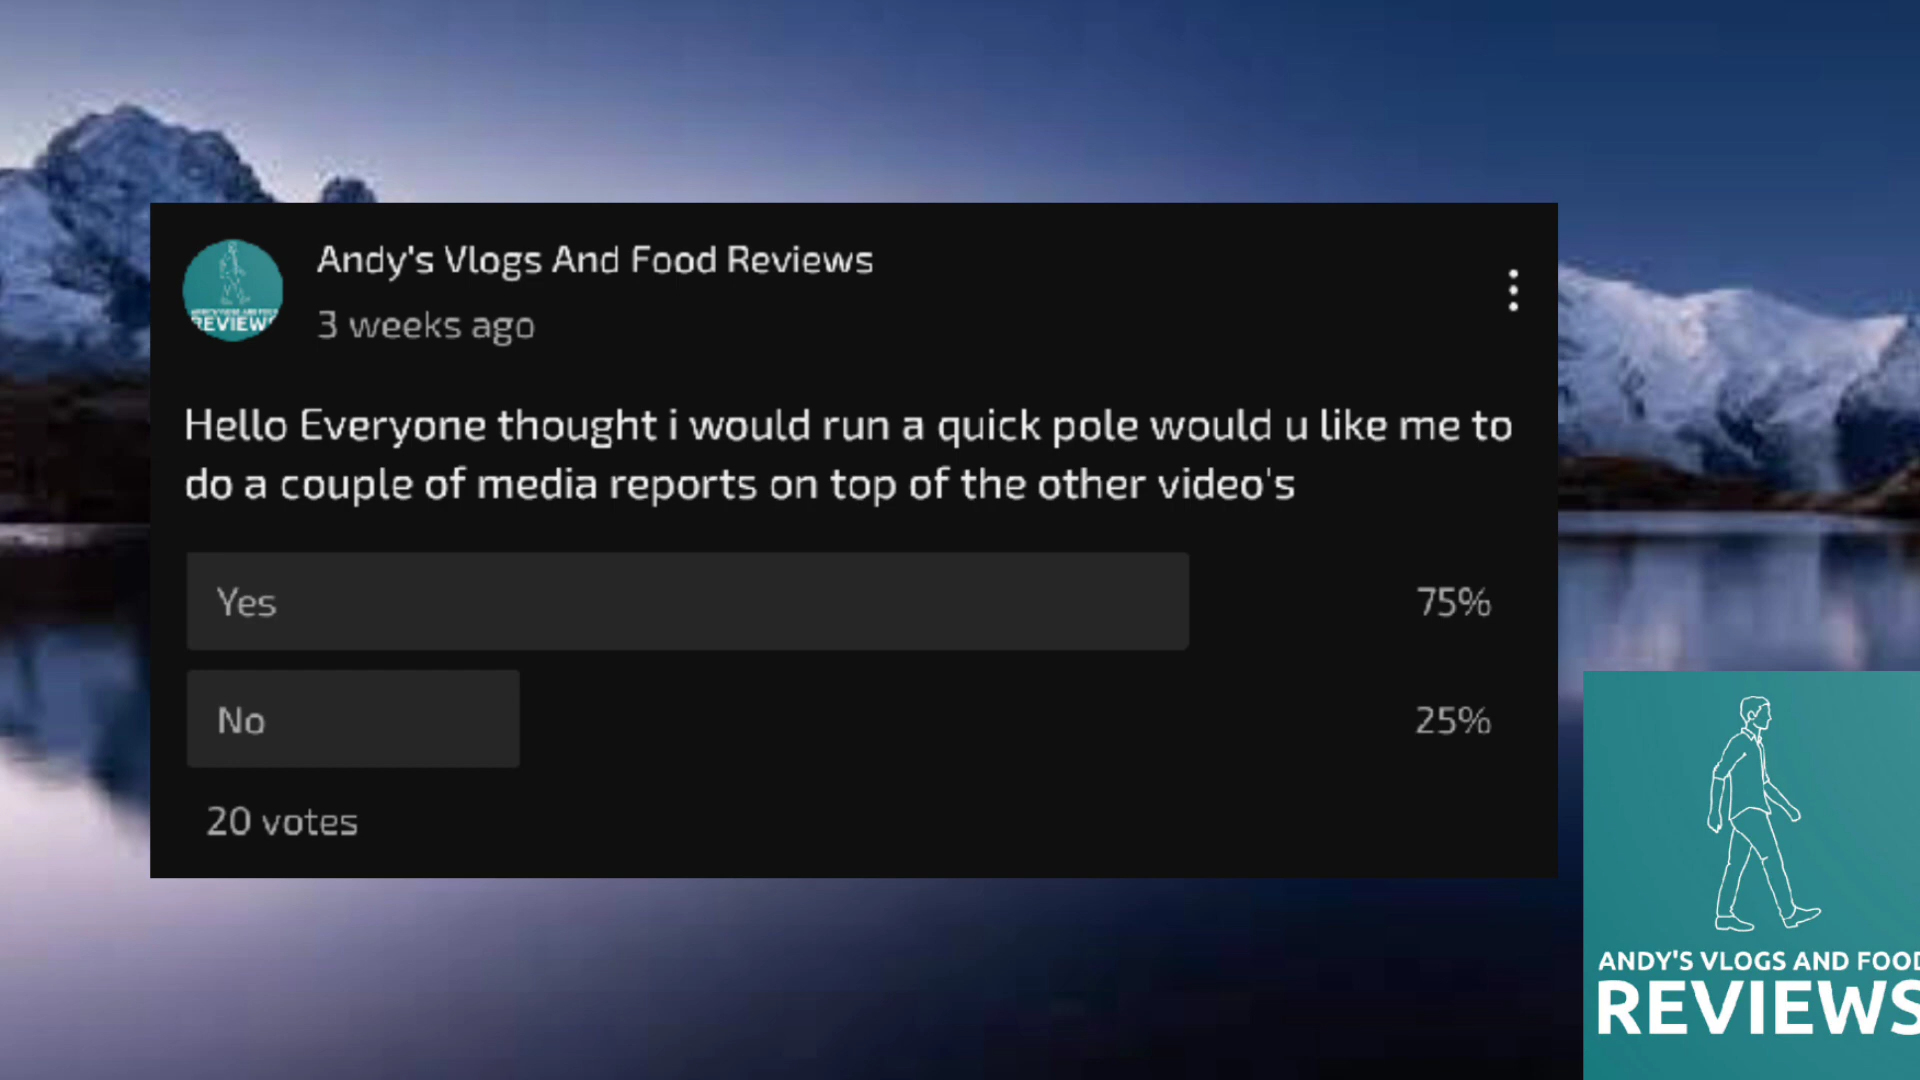 Andy's Vlogs And Food Reviews
3 weeks ago
Hello Everyone thought i would run a quick pole would u like me to
do a couple of media reports on top of the other video's
Yes 75%
No 25%
20 votes
REVIEWS
ANDY'S VLOGS AND FOOD
REVIEWS